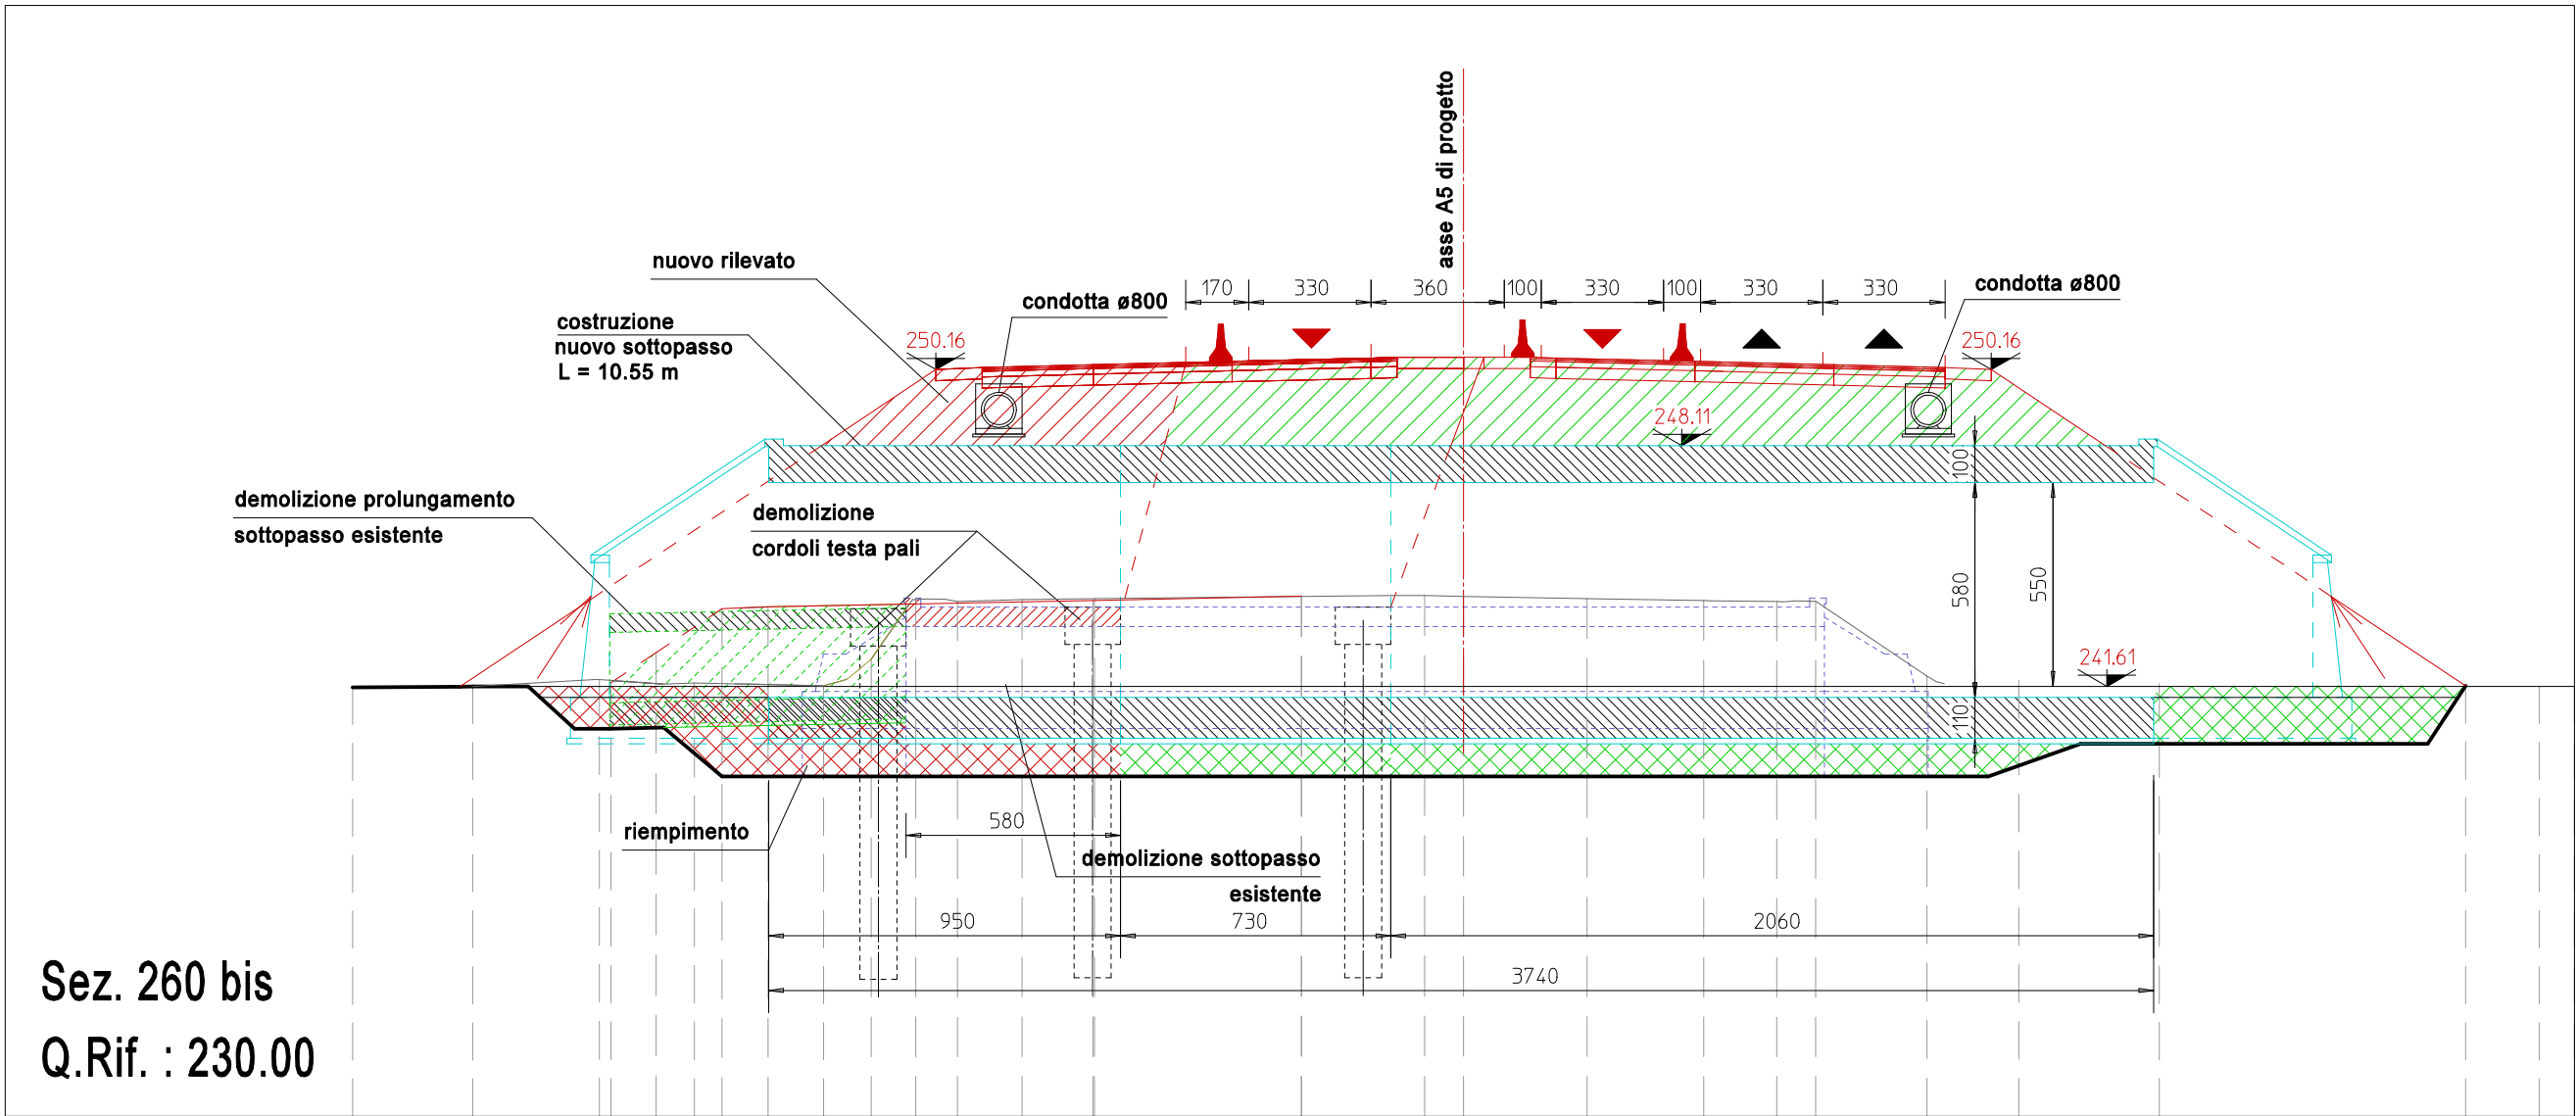 asse A5 di progetto
nuovo rilevato
condotta ø800
170 330 360 100 330 100 330 330
condotta ø800
costruzione
nuovo sottopasso
L = 10.55 m
250.16
250.16
248.11
100
demolizione prolungamento
sottopasso esistente
demolizione
cordoli testa pali
580
550
241.61
110
riempimento
580
demolizione sottopasso
esistente
950
730
2060
3740
Sez. 260 bis
Q.Rif. : 230.00